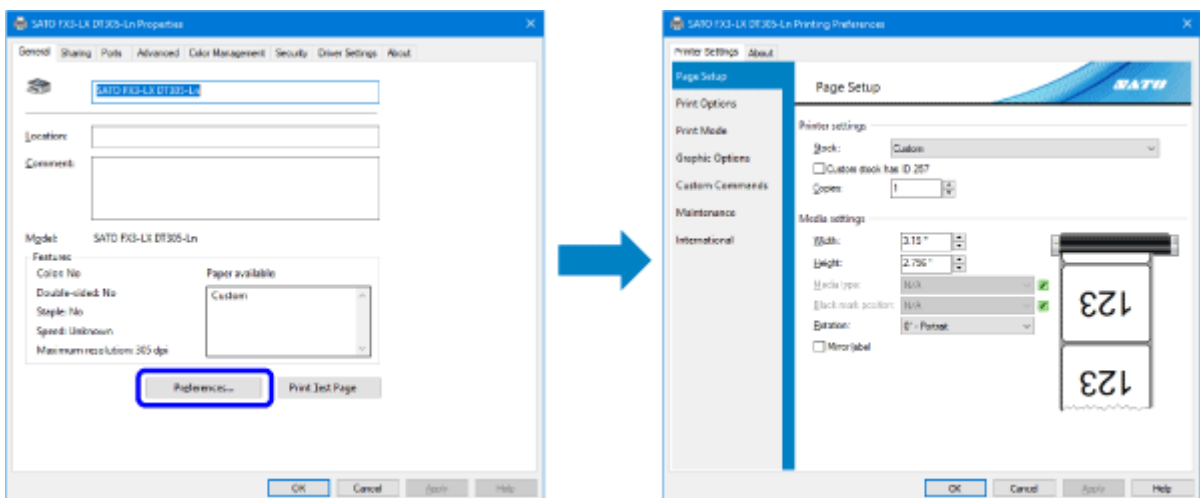 SATO FX3-LX DT305-Ln Properties
General Sharing Ports Advanced Color Management Security Driver Settings About
SATO FX3-LX DT305-Ln
Location:
Comment:
Model: SATO FX3-LX DT305-Ln
Features
Color: No
Paper available
Double-sided: No
Custom
Staple: No
Speed: Unknown
Maximum resolution: 305 dpi
Preferences...
Print Test Page
OK Cancel Apply Help
SATO FX3-LX DT305-Ln Printing Preferences
Printer Settings About
Page Setup
Print Options
Print Mode
Graphic Options
Custom Commands
Maintenance
International
Page Setup
SATO
Printer settings
Stock: Custom
Custom stock has ID 257
Copies: 1
Media settings
Width: 3.15 "
Height: 2.756 "
Media type: N/A
Black mark position: N/A
Rotation: 0° - Portrait
Mirror label
123
123
OK Cancel Apply Help